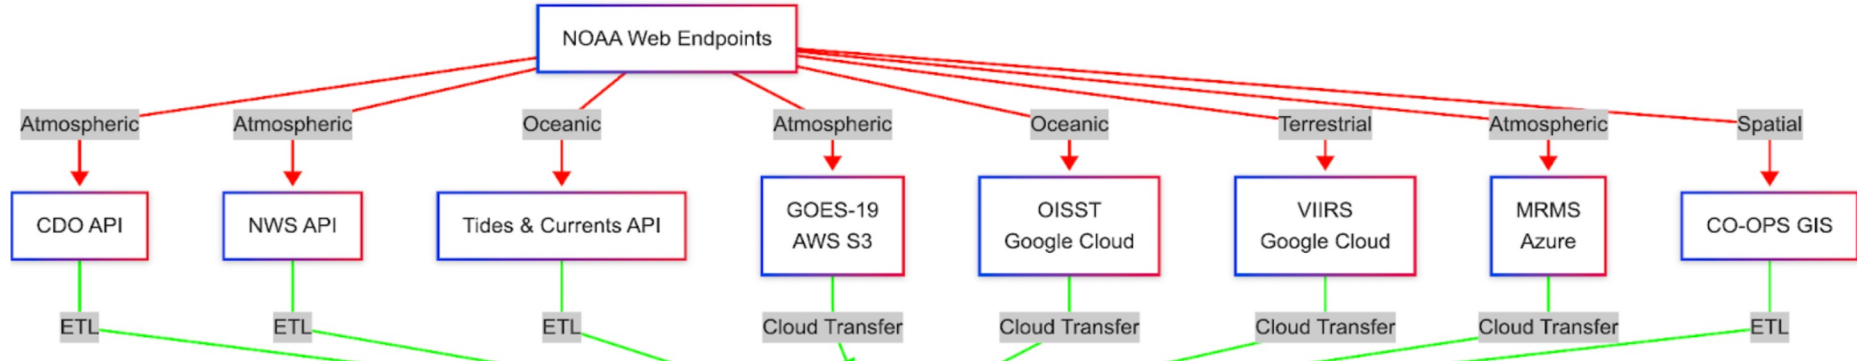 NOAA Web Endpoints
Atmospheric
Atmospheric
Oceanic
Atmospheric
Oceanic
Terrestrial
Atmospheric
Spatial
CDO API
NWS API
Tides & Currents API
GOES-19
AWS S3
OISST
Google Cloud
VIIRS
Google Cloud
MRMS
Azure
CO-OPS GIS
ETL
ETL
ETL
Cloud Transfer
Cloud Transfer
Cloud Transfer
Cloud Transfer
ETL